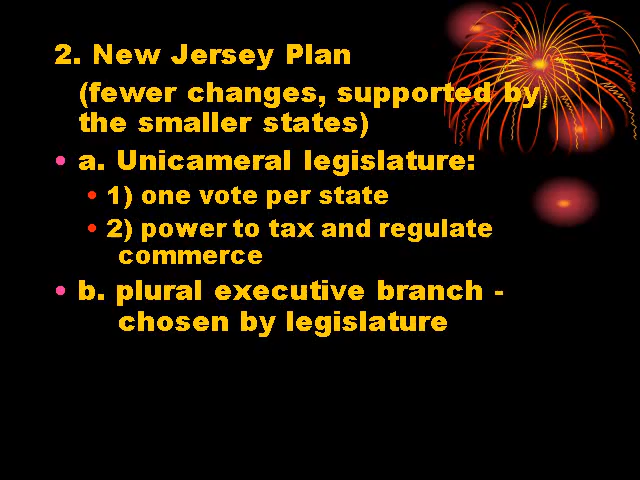 2. New Jersey Plan
(fewer changes, supported by
the smaller states)
• a. Unicameral legislature:
• 1) one vote per state
• 2) power to tax and regulate
commerce
• b. plural executive branch -
chosen by legislature